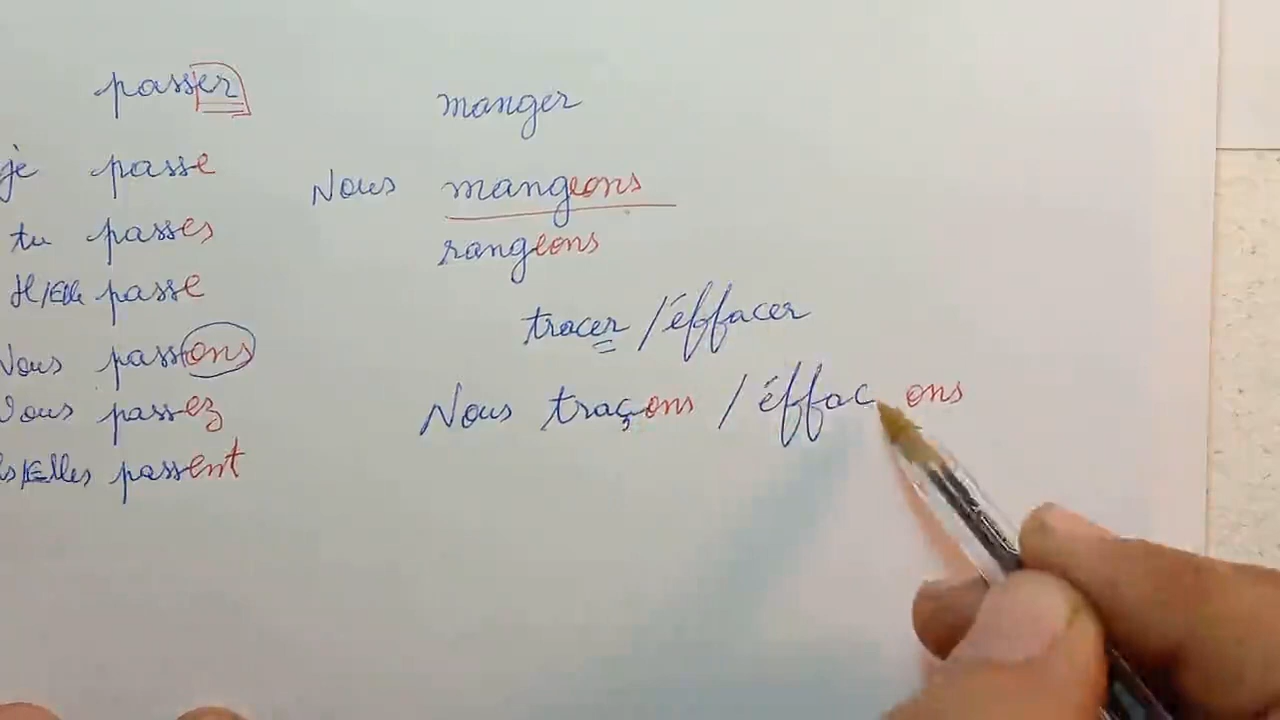 passer
je passe
tu passes
Il/Elle passe
Nous passons
Vous passez
ls/Elles passent
manger
Nous mangeons
rangeons
tracer / éffacer
Nous traçons / éffac ons